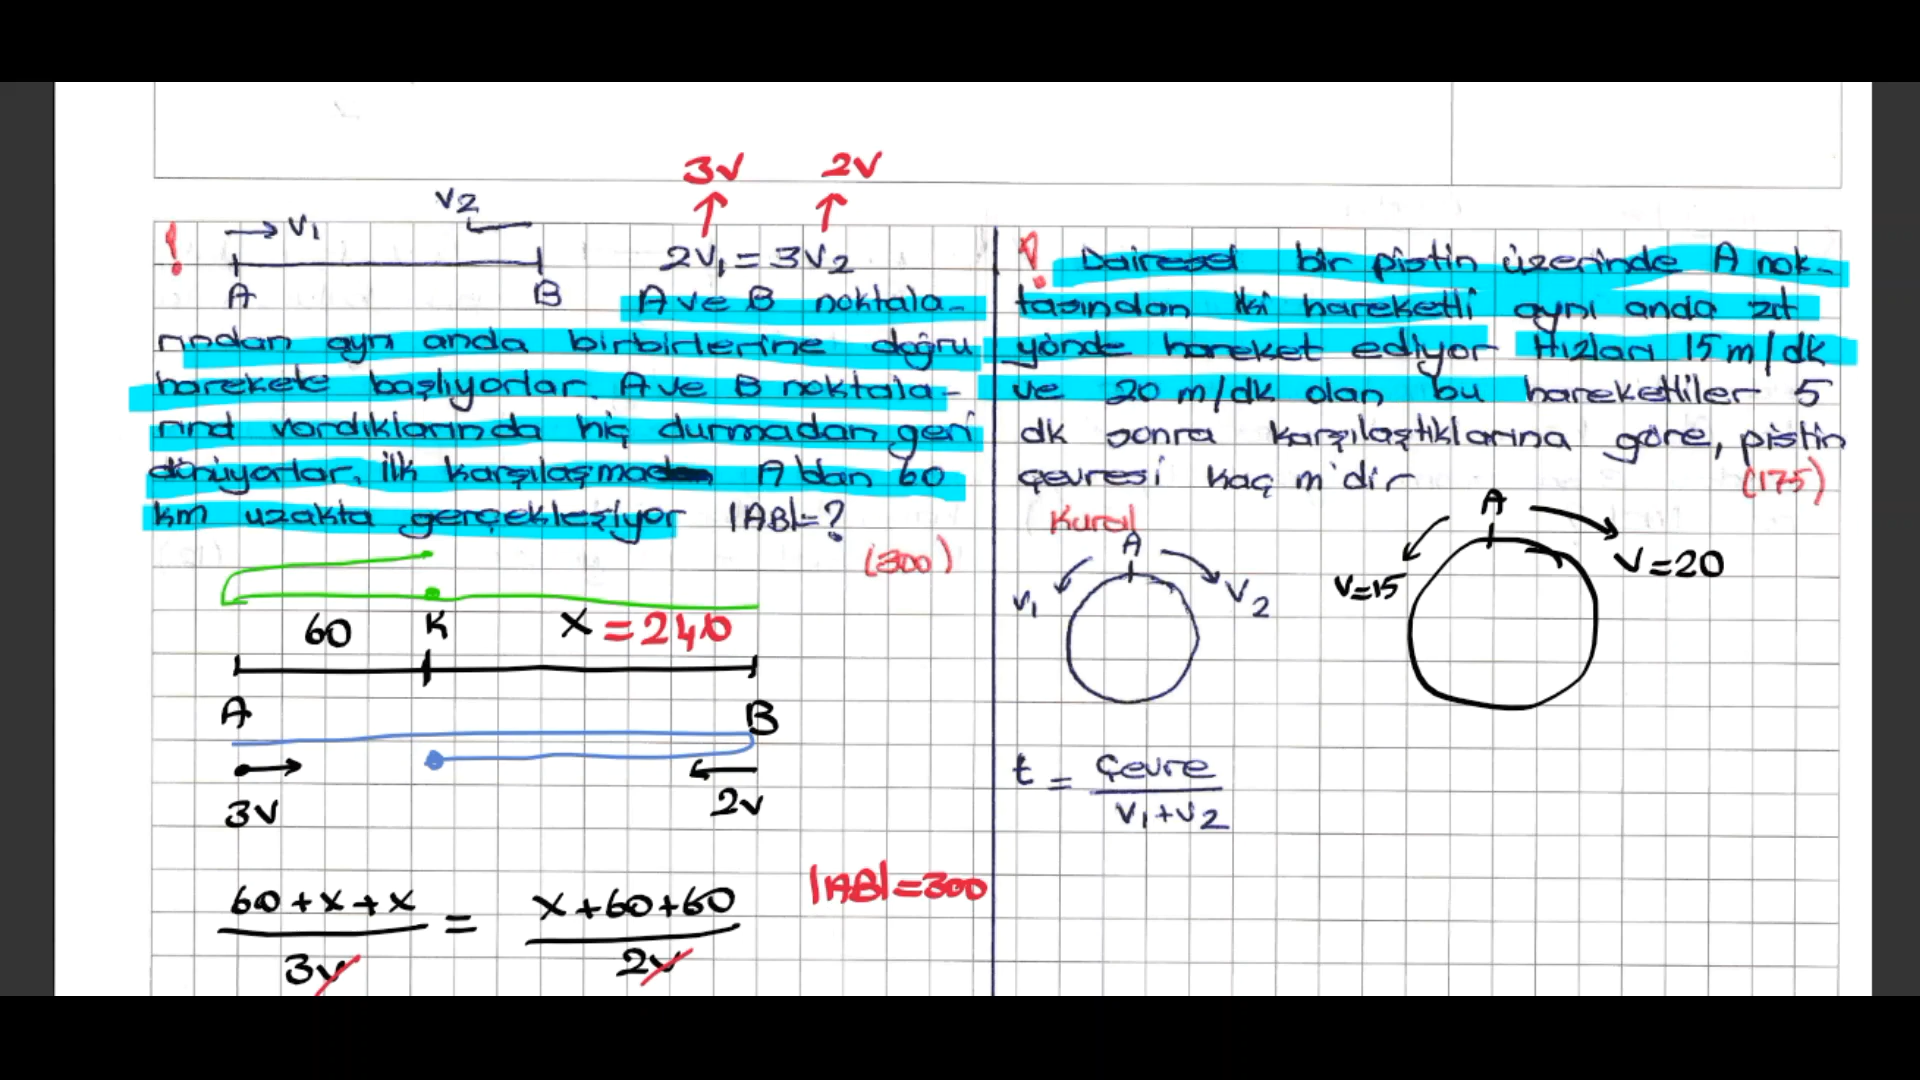 3V 2V
! → V1 V2
2V1 = 3V2
A B A ve B noktala-
rından aynı anda birbirlerine doğru
harekete başlıyorlar. A ve B noktala-
rınd vardıklarında hiç durmadan geri
dönüyorlar. İlk karşılaşma A'dan 60
km uzakta gerçekleşiyor |AB|=?
(300)
60 K x = 240
A B
3V 2V
60+x+x / 3V = x+60+60 / 2V
|AB|=300
! Dairesel bir pistin üzerinde A nok-
tasından iki hareketli aynı anda zıt
yönde hareket ediyor Hızları 15 m/dk
ve 20 m/dk olan bu hareketliler 5
dk sonra karşılaştıklarına göre, pistin
çevresi kaç m'dir
(175)
Kural
A
V1 V2
A
V=15 V=20
t = Çevre / V1+V2